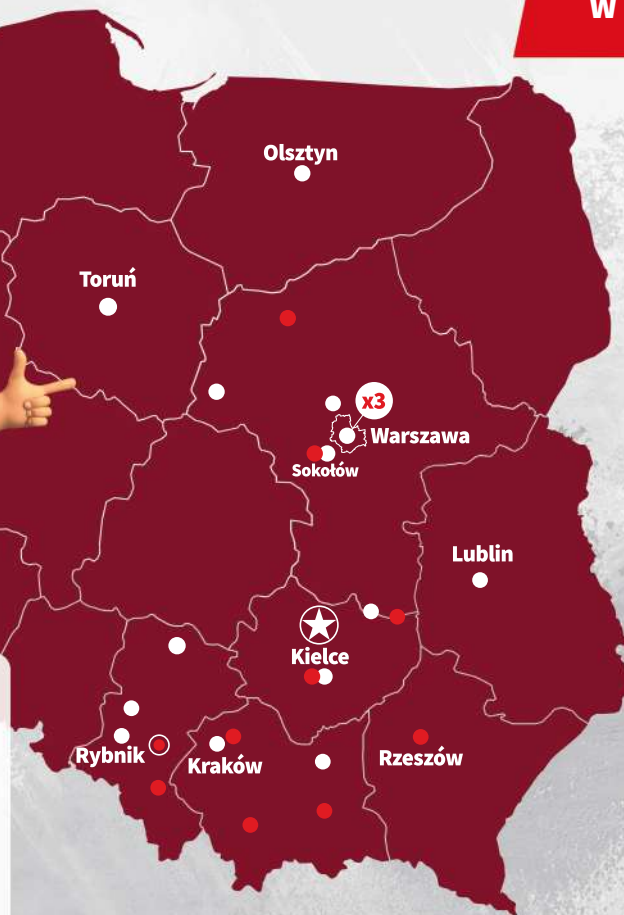 W
Olsztyn
Toruń
x3
Warszawa
Sokołów
Lublin
Kielce
Rybnik
Kraków
Rzeszów